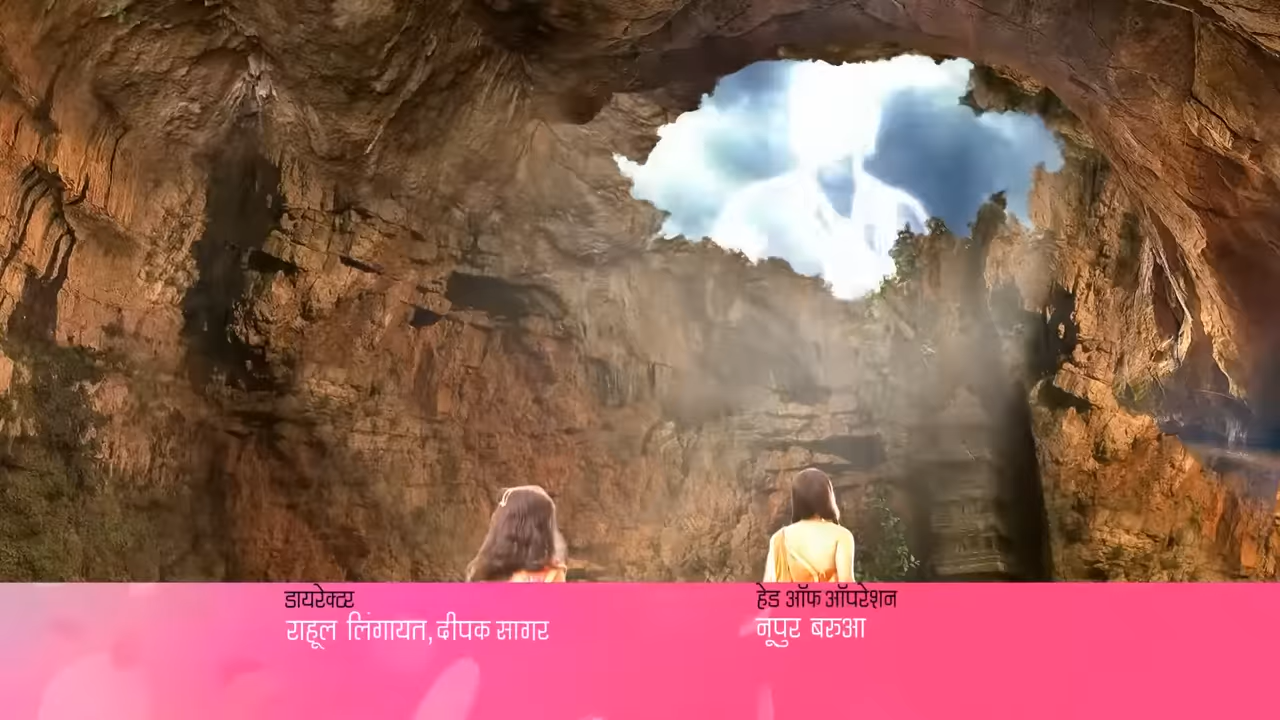 डायरेक्टर
राहूल लिंगायत, दीपक सागर
हेड ऑफ ऑपरेशन
नूपुर बरुआ